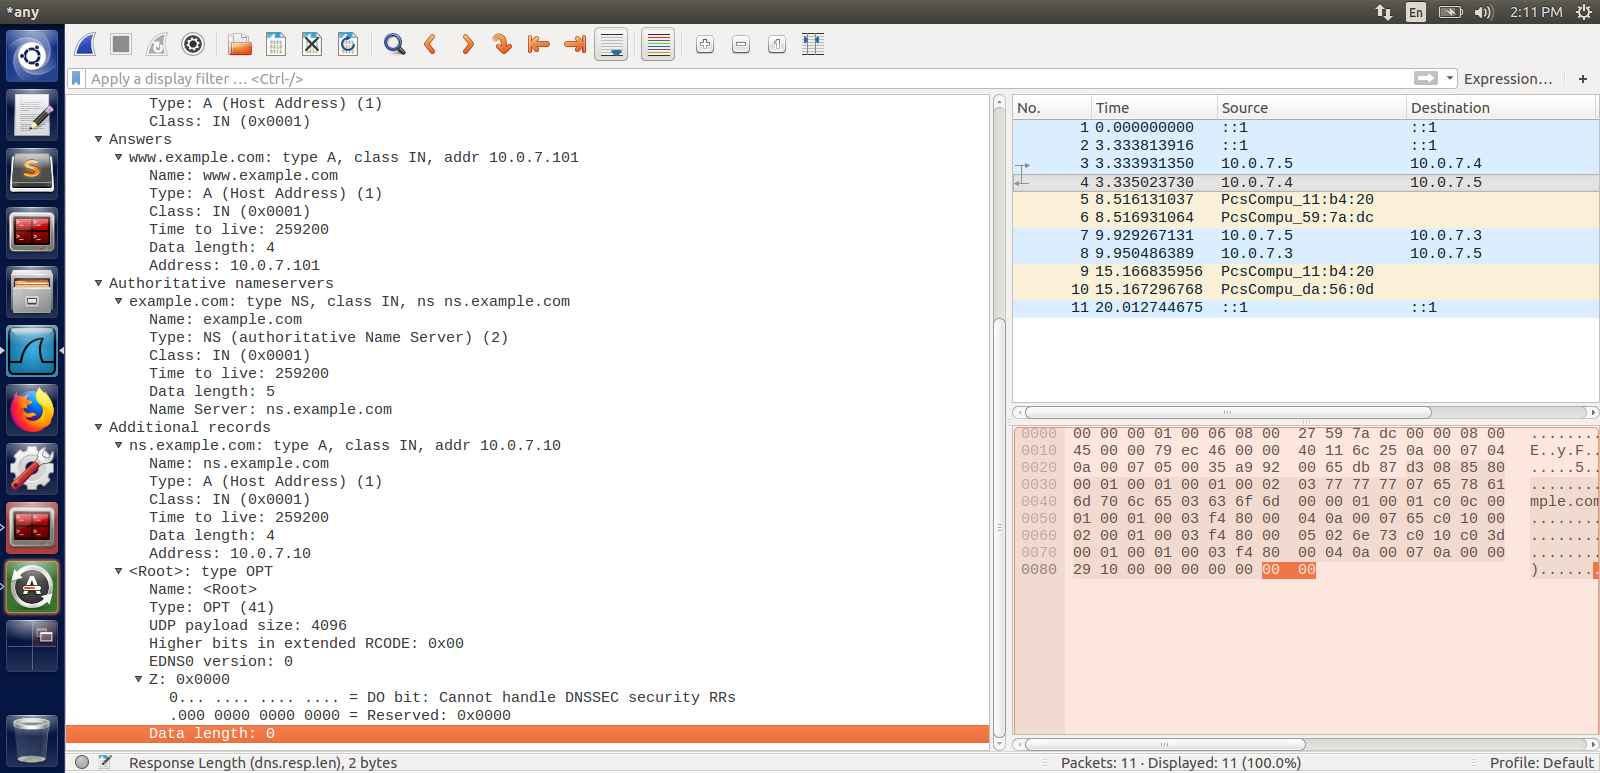 *any
En
2:11 PM
Apply a display filter … <Ctrl-/>
Expression…
+
Type: A (Host Address) (1)
Class: IN (0x0001)
Answers
www.example.com: type A, class IN, addr 10.0.7.101
Name: www.example.com
Type: A (Host Address) (1)
Class: IN (0x0001)
Time to live: 259200
Data length: 4
Address: 10.0.7.101
Authoritative nameservers
example.com: type NS, class IN, ns ns.example.com
Name: example.com
Type: NS (authoritative Name Server) (2)
Class: IN (0x0001)
Time to live: 259200
Data length: 5
Name Server: ns.example.com
Additional records
ns.example.com: type A, class IN, addr 10.0.7.10
Name: ns.example.com
Type: A (Host Address) (1)
Class: IN (0x0001)
Time to live: 259200
Data length: 4
Address: 10.0.7.10
<Root>: type OPT
Name: <Root>
Type: OPT (41)
UDP payload size: 4096
Higher bits in extended RCODE: 0x00
EDNS0 version: 0
Z: 0x0000
0... .... .... .... = DO bit: Cannot handle DNSSEC security RRs
.000 0000 0000 0000 = Reserved: 0x0000
Data length: 0
No. Time Source Destination
1 0.000000000 ::1 ::1
2 3.333813916 ::1 ::1
3 3.333931350 10.0.7.5 10.0.7.4
4 3.335023730 10.0.7.4 10.0.7.5
5 8.516131037 PcsCompu_11:b4:20
6 8.516931064 PcsCompu_59:7a:dc
7 9.929267131 10.0.7.5 10.0.7.3
8 9.950486389 10.0.7.3 10.0.7.5
9 15.166835956 PcsCompu_11:b4:20
10 15.167296768 PcsCompu_da:56:0d
11 20.012744675 ::1 ::1
0000 00 00 00 01 00 06 08 00 27 59 7a dc 00 00 08 00 ........
0010 45 00 00 79 ec 46 00 00 40 11 6c 25 0a 00 07 04 E..y.F..
0020 0a 00 07 05 00 35 a9 92 00 65 db 87 d3 08 85 80 .....5..
0030 00 01 00 01 00 01 00 02 03 77 77 77 07 65 78 61 ........
0040 6d 70 6c 65 03 63 6f 6d 00 00 01 00 01 c0 0c 00 mple.com
0050 01 00 01 00 03 f4 80 00 04 0a 00 07 65 c0 10 00 ........
0060 02 00 01 00 03 f4 80 00 05 02 6e 73 c0 10 c0 3d ........
0070 00 01 00 01 00 03 f4 80 00 04 0a 00 07 0a 00 00 ........
0080 29 10 00 00 00 00 00 00 00 ).......
Response Length (dns.resp.len), 2 bytes
Packets: 11 · Displayed: 11 (100.0%)
Profile: Default